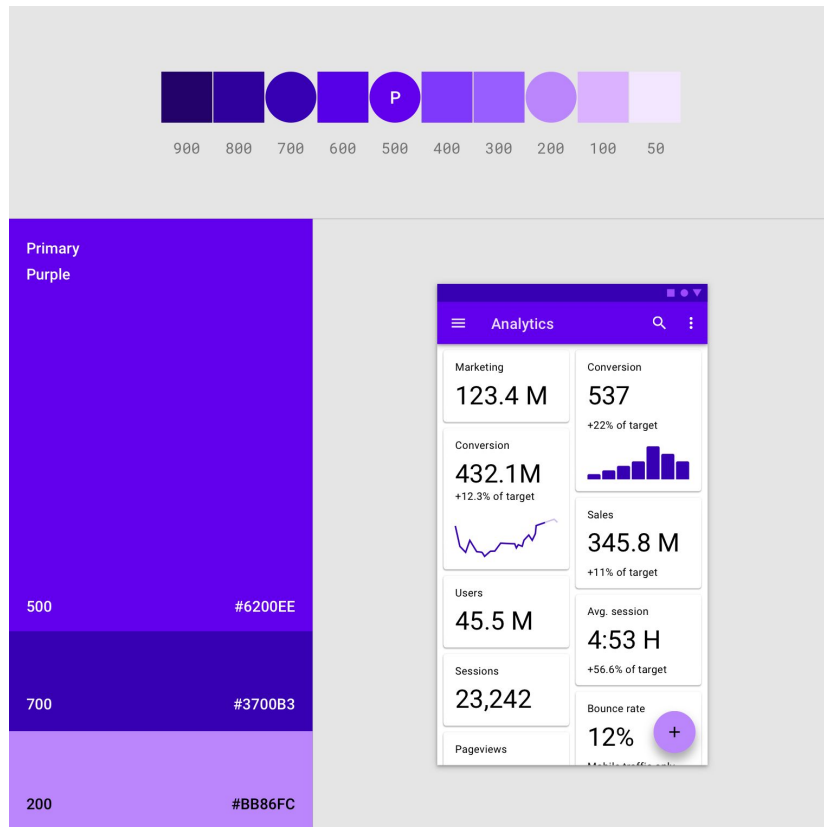 P
900 800 700 600 500 400 300 200 100 50
Primary
Purple
500 #6200EE
700 #3700B3
200 #BB86FC
Analytics
Marketing
123.4 M
Conversion
432.1M
+12.3% of target
Users
45.5 M
Sessions
23,242
Pageviews
Conversion
537
+22% of target
Sales
345.8 M
+11% of target
Avg. session
4:53 H
+56.6% of target
Bounce rate
12%
+
Mobile traffic only